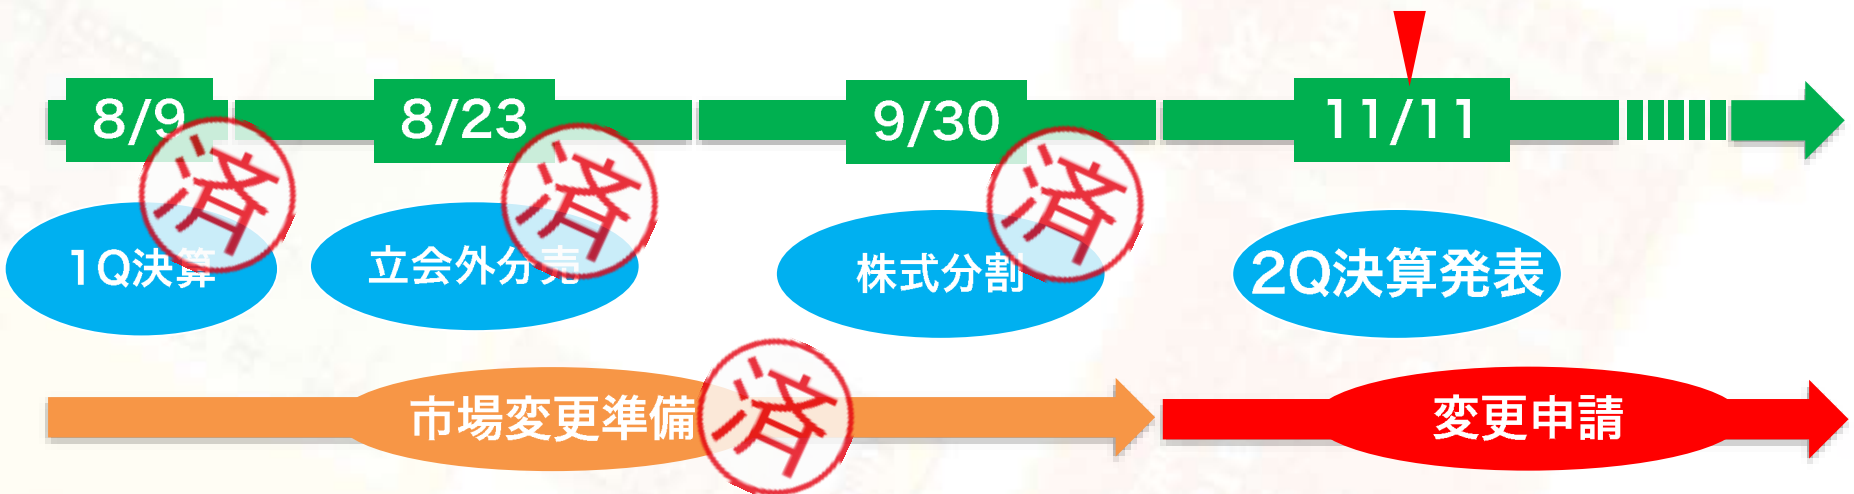 8/9
8/23
9/30
11/11
済
済
済
1Q決算
立会外分売
株式分割
2Q決算発表
市場変更準備
済
変更申請